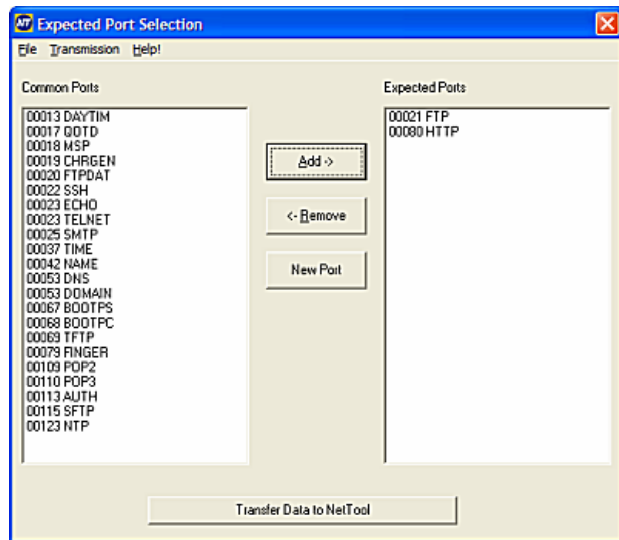 NT Expected Port Selection
File Transmission Help!
Common Ports
00013 DAYTIM
00017 QOTD
00018 MSP
00019 CHRGEN
00020 FTPDAT
00022 SSH
00023 ECHO
00023 TELNET
00025 SMTP
00037 TIME
00042 NAME
00053 DNS
00053 DOMAIN
00067 BOOTPS
00068 BOOTPC
00069 TFTP
00079 FINGER
00109 POP2
00110 POP3
00113 AUTH
00115 SFTP
00123 NTP
Add ->
<- Remove
New Port
Expected Ports
00021 FTP
00080 HTTP
Transfer Data to NetTool